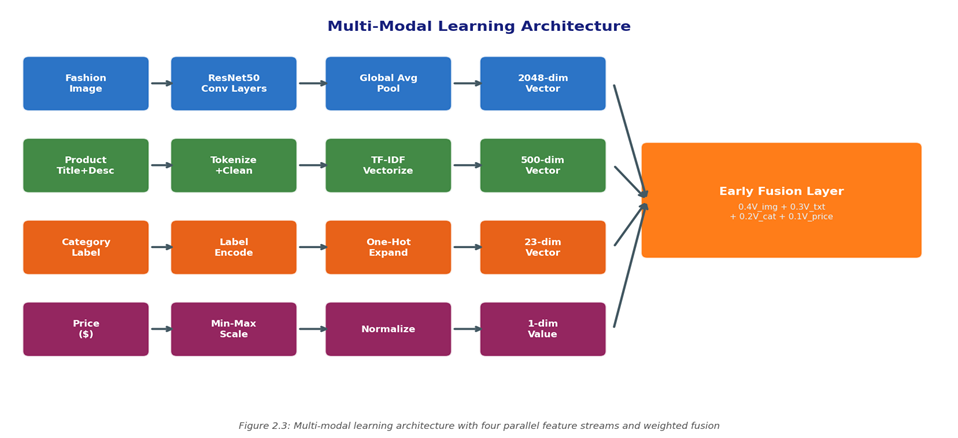 Multi-Modal Learning Architecture
Fashion
Image
ResNet50
Conv Layers
Global Avg
Pool
2048-dim
Vector
Product
Title+Desc
Tokenize
+Clean
TF-IDF
Vectorize
500-dim
Vector
Early Fusion Layer
0.4V_img + 0.3V_txt
+ 0.2V_cat + 0.1V_price
Category
Label
Label
Encode
One-Hot
Expand
23-dim
Vector
Price
($)
Min-Max
Scale
Normalize
1-dim
Value
Figure 2.3: Multi-modal learning architecture with four parallel feature streams and weighted fusion